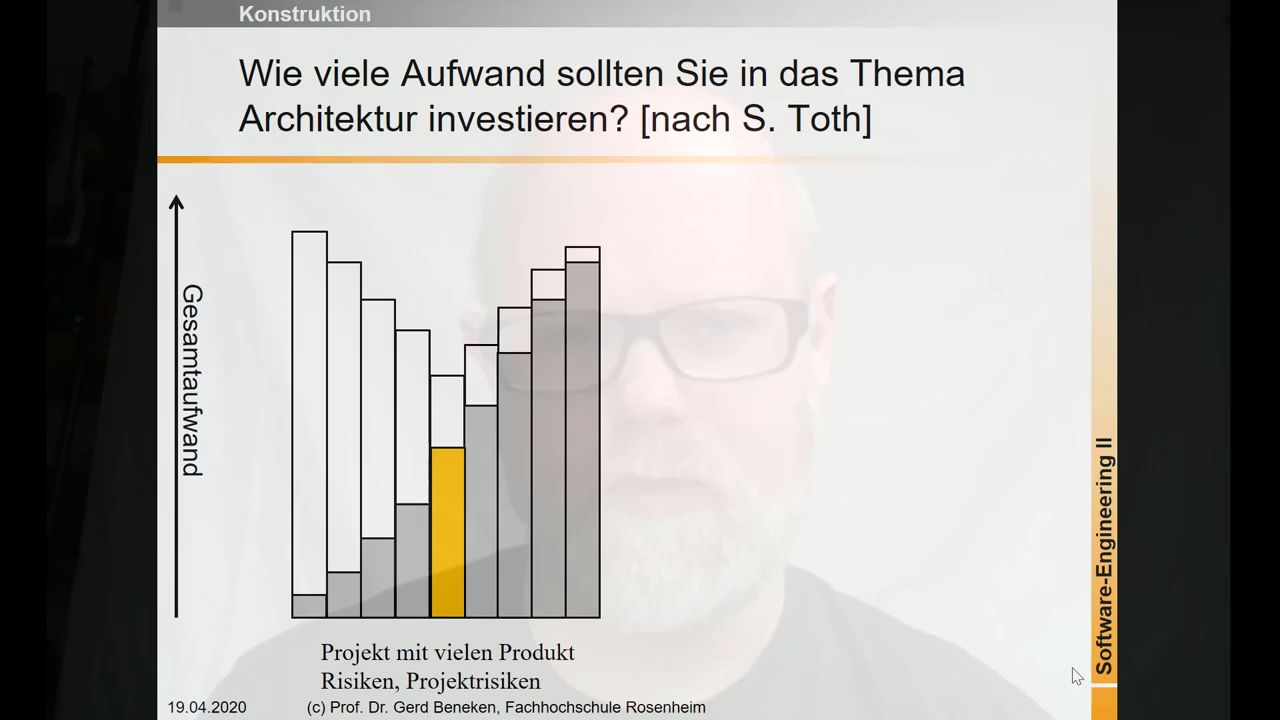 Konstruktion
Wie viele Aufwand sollten Sie in das Thema
Architektur investieren? [nach S. Toth]
Gesamtaufwand
Projekt mit vielen Produkt
Risiken, Projektrisiken
19.04.2020
(c) Prof. Dr. Gerd Beneken, Fachhochschule Rosenheim
Software-Engineering II